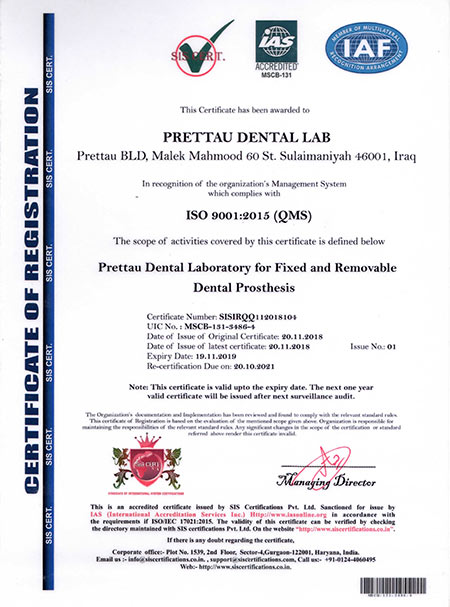 CERTIFICATE OF REGISTRATION
SIS CERT.
SIS CERT.
SIS CERT.
SIS CERT.
SIS CERT.
SIS CERT.
SIS CERT.
IAS
ACCREDITED
MSCB-131
MEMBER OF MULTILATERAL
IAF
RECOGNITION ARRANGEMENT
This Certificate has been awarded to
PRETTAU DENTAL LAB
Prettau BLD, Malek Mahmood 60 St. Sulaimaniyah 46001, Iraq
In recognition of the organization's Management System
which complies with
ISO 9001:2015 (QMS)
The scope of activities covered by this certificate is defined below
Prettau Dental Laboratory for Fixed and Removable
Dental Prosthesis
Certificate Number: SISIRQQ112018104
UIC No. : MSCB-131-3486-4
Date of Issue of Original Certificate: 20.11.2018
Date of Issue of latest certificate: 20.11.2018 Issue No.: 01
Expiry Date: 19.11.2019
Re-certification Due on: 20.10.2021
Note: This certificate is valid upto the expiry date. The next one year
valid certificate will be issued after next surveillance audit.
The Organization's documentation and Implementation has been reviewed and found to comply with the relevant standard rules.
This Certificate of Registration is based on the evaluation of the mentioned scope given above. Organization is responsible for
maintaining the responsibilities of the relevant standard rules. Any significant changes in the scope of the certification or standard
referred above render this certificate invalid.
SIS CERT.
Managing Director
This is an accredited certificate issued by SIS Certifications Pvt. Ltd. Sanctioned for issue by
IAS (International Accreditation Services Inc.) Http://www.iasonline.org in accordance with
the requirements if ISO/IEC 17021:2015. The validity of this certificate can be verified by checking
the directory maintained with SIS certifications Pvt. Ltd. On the website "http://www.siscertifications.co.in".
If there is any doubt regarding the certificate,
Corporate office:- Plot No. 1539, 2nd Floor, Sector-4,Gurgaon-122001, Haryana, India.
Email us :- info@siscertifications.co.in. , support@siscertifications.com, Call us:- +91-0124-4060495
Web:- http://www.siscertifications.co.in.